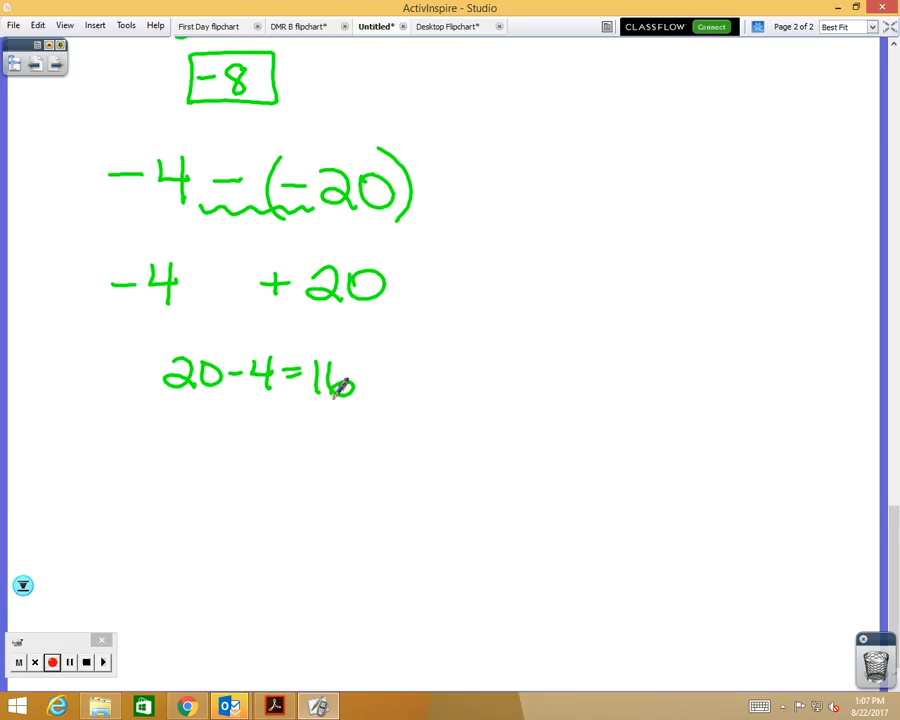 ActivInspire - Studio
File Edit View Insert Tools Help First Day flipchart DMR B flipchart* Untitled* Desktop Flipchart* CLASSFLOW Connect Page 2 of 2 Best Fit
-8
-4 - (-20)
-4 + 20
20-4=16
M
1:07 PM
8/22/2017